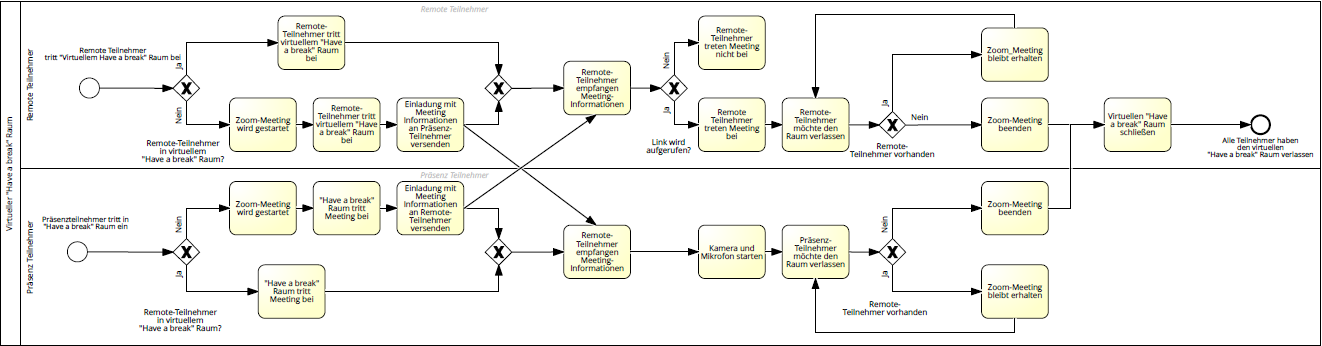 Virtueller "Have a break" Raum
Remote Teilnehmer
Remote Teilnehmer
Remote Teilnehmer
tritt "Virtuellem Have a break" Raum bei
Ja
Nein
Remote-Teilnehmer
in virtuellem
"Have a break" Raum?
Remote-
Teilnehmer tritt
virtuellem "Have
a break" Raum
bei
Zoom-Meeting
wird gestartet
Remote-
Teilnehmer tritt
virtuellem "Have
a break" Raum
bei
Einladung mit
Meeting
Informationen
an Präsenz-
Teilnehmer
versenden
Remote-
Teilnehmer
empfangen
Meeting-
Informationen
Nein
Ja
Link wird
aufgerufen?
Remote-
Teilnehmer
treten Meeting
nicht bei
Remote
Teilnehmer
treten Meeting
bei
Remote-
Teilnehmer
möchte den
Raum verlassen
Ja
Nein
Remote-
Teilnehmer vorhanden
Zoom_Meeting
bleibt erhalten
Zoom-Meeting
beenden
Virtuellen "Have
a break" Raum
schließen
Alle Teilnehmer haben
den virtuellen
"Have a break" Raum verlassen
Präsenz Teilnehmer
Präsenz Teilnehmer
Präsenzteilnehmer tritt in
"Have a break" Raum ein
Nein
Ja
Remote-Teilnehmer
in virtuellem
"Have a break" Raum?
Zoom-Meeting
wird gestartet
"Have a break"
Raum tritt
Meeting bei
Einladung mit
Meeting
Informationen
an Remote-
Teilnehmer
versenden
"Have a break"
Raum tritt
Meeting bei
Remote-
Teilnehmer
empfangen
Meeting-
Informationen
Kamera und
Mikrofon starten
Präsenz-
Teilnehmer
möchte den
Raum verlassen
Nein
Ja
Remote-
Teilnehmer vorhanden
Zoom-Meeting
beenden
Zoom-Meeting
bleibt erhalten